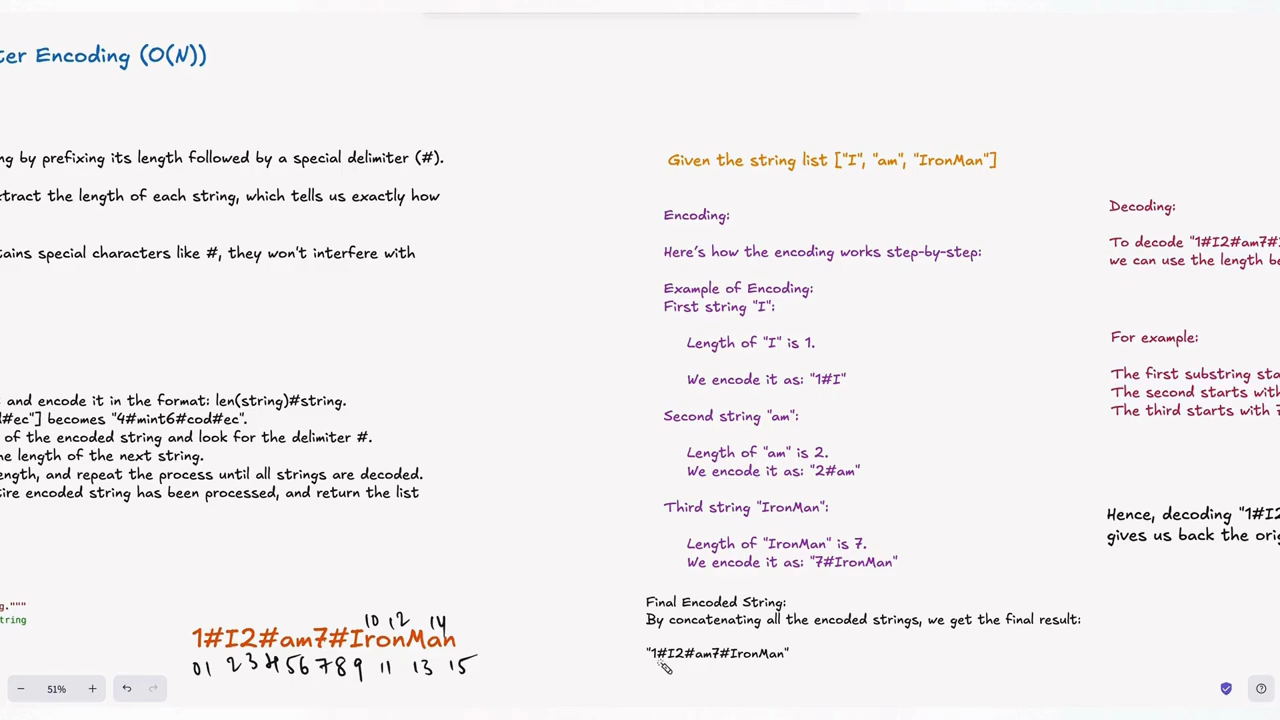 ter Encoding (O(N))
ng by prefixing its length followed by a special delimiter (#).
xtract the length of each string, which tells us exactly how
tains special characters like #, they won't interfere with
and encode it in the format: len(string)#string.
d#ec"] becomes "4#mint6#cod#ec".
of the encoded string and look for the delimiter #.
he length of the next string.
ength, and repeat the process until all strings are decoded.
tire encoded string has been processed, and return the list
g."""
string
10 12 14
1#I2#am7#IronMan
0 1 2 3 4 5 6 7 8 9 11 13 15
Given the string list ["I", "am", "IronMan"]
Encoding:
Here's how the encoding works step-by-step:
Example of Encoding:
First string "I":
Length of "I" is 1.
We encode it as: "1#I"
Second string "am":
Length of "am" is 2.
We encode it as: "2#am"
Third string "IronMan":
Length of "IronMan" is 7.
We encode it as: "7#IronMan"
Final Encoded String:
By concatenating all the encoded strings, we get the final result:
"1#I2#am7#IronMan"
Decoding:
To decode "1#I2#am7#I
we can use the length be
For example:
The first substring sta
The second starts with
The third starts with 7
Hence, decoding "1#I2
gives us back the orig
51%